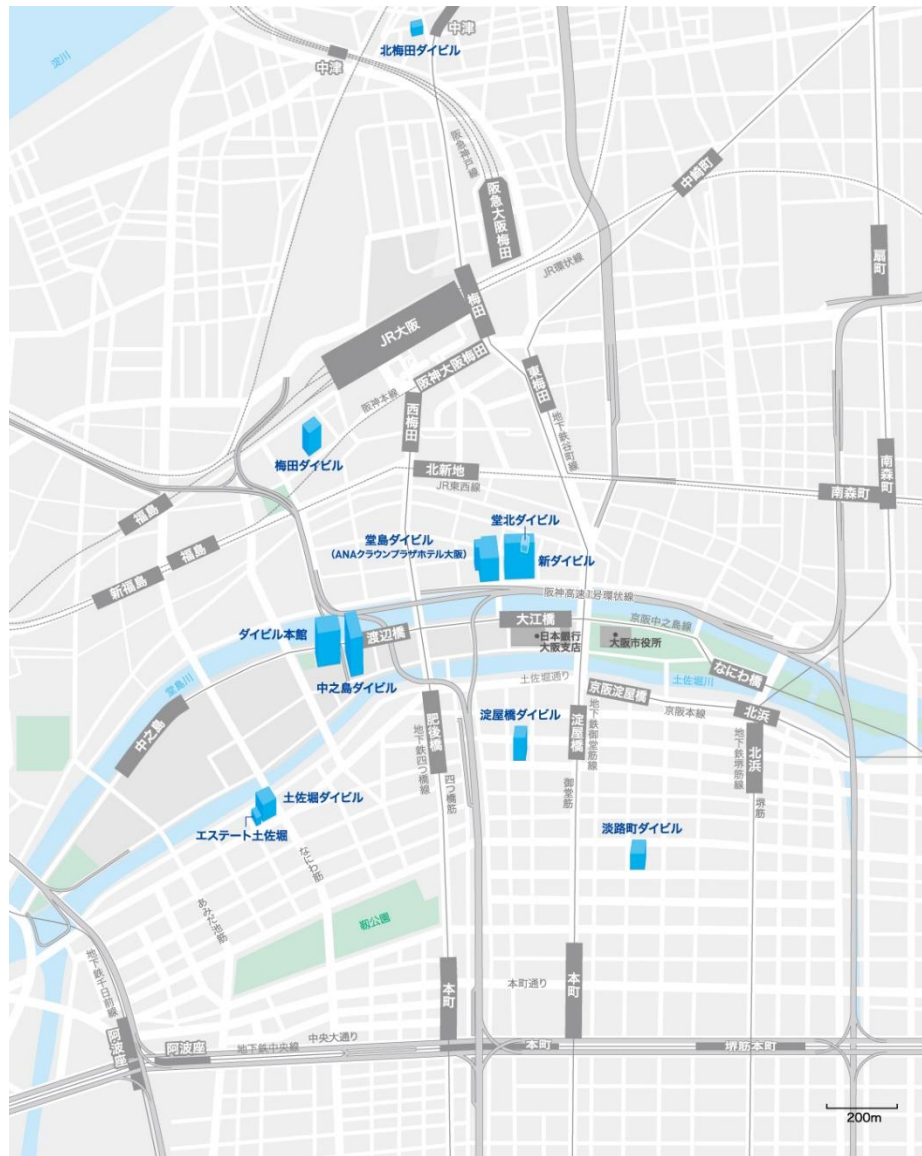 中津
北梅田ダイビル
淀川
中津
阪急神戸線
阪急大阪梅田
中崎町
扇町
JR環状線
梅田
JR大阪
阪神大阪梅田
東梅田
阪神本線
西梅田
地下鉄谷町線
梅田ダイビル
北新地
JR東西線
南森町
南森町
福島
福島
新福島
堂北ダイビル
堂島ダイビル
(ANAクラウンプラザホテル大阪)
新ダイビル
阪神高速1号環状線
大江橋
京阪中之島線
ダイビル本館
渡辺橋
日本銀行
大阪支店
大阪市役所
なにわ橋
堂島川
中之島ダイビル
土佐堀通り
土佐堀川
京阪淀屋橋
京阪本線
北浜
中之島
肥後橋
地下鉄四つ橋線
四つ橋筋
淀屋橋ダイビル
淀屋橋
地下鉄御堂筋線
御堂筋
北浜
地下鉄堺筋線
堺筋
土佐堀ダイビル
エステート土佐堀
淡路町ダイビル
なにわ筋
あみだ池筋
靱公園
地下鉄千日前線
本町
本町通り
本町
中央大通り
阿波座
阿波座
地下鉄中央線
本町
堺筋本町
200m